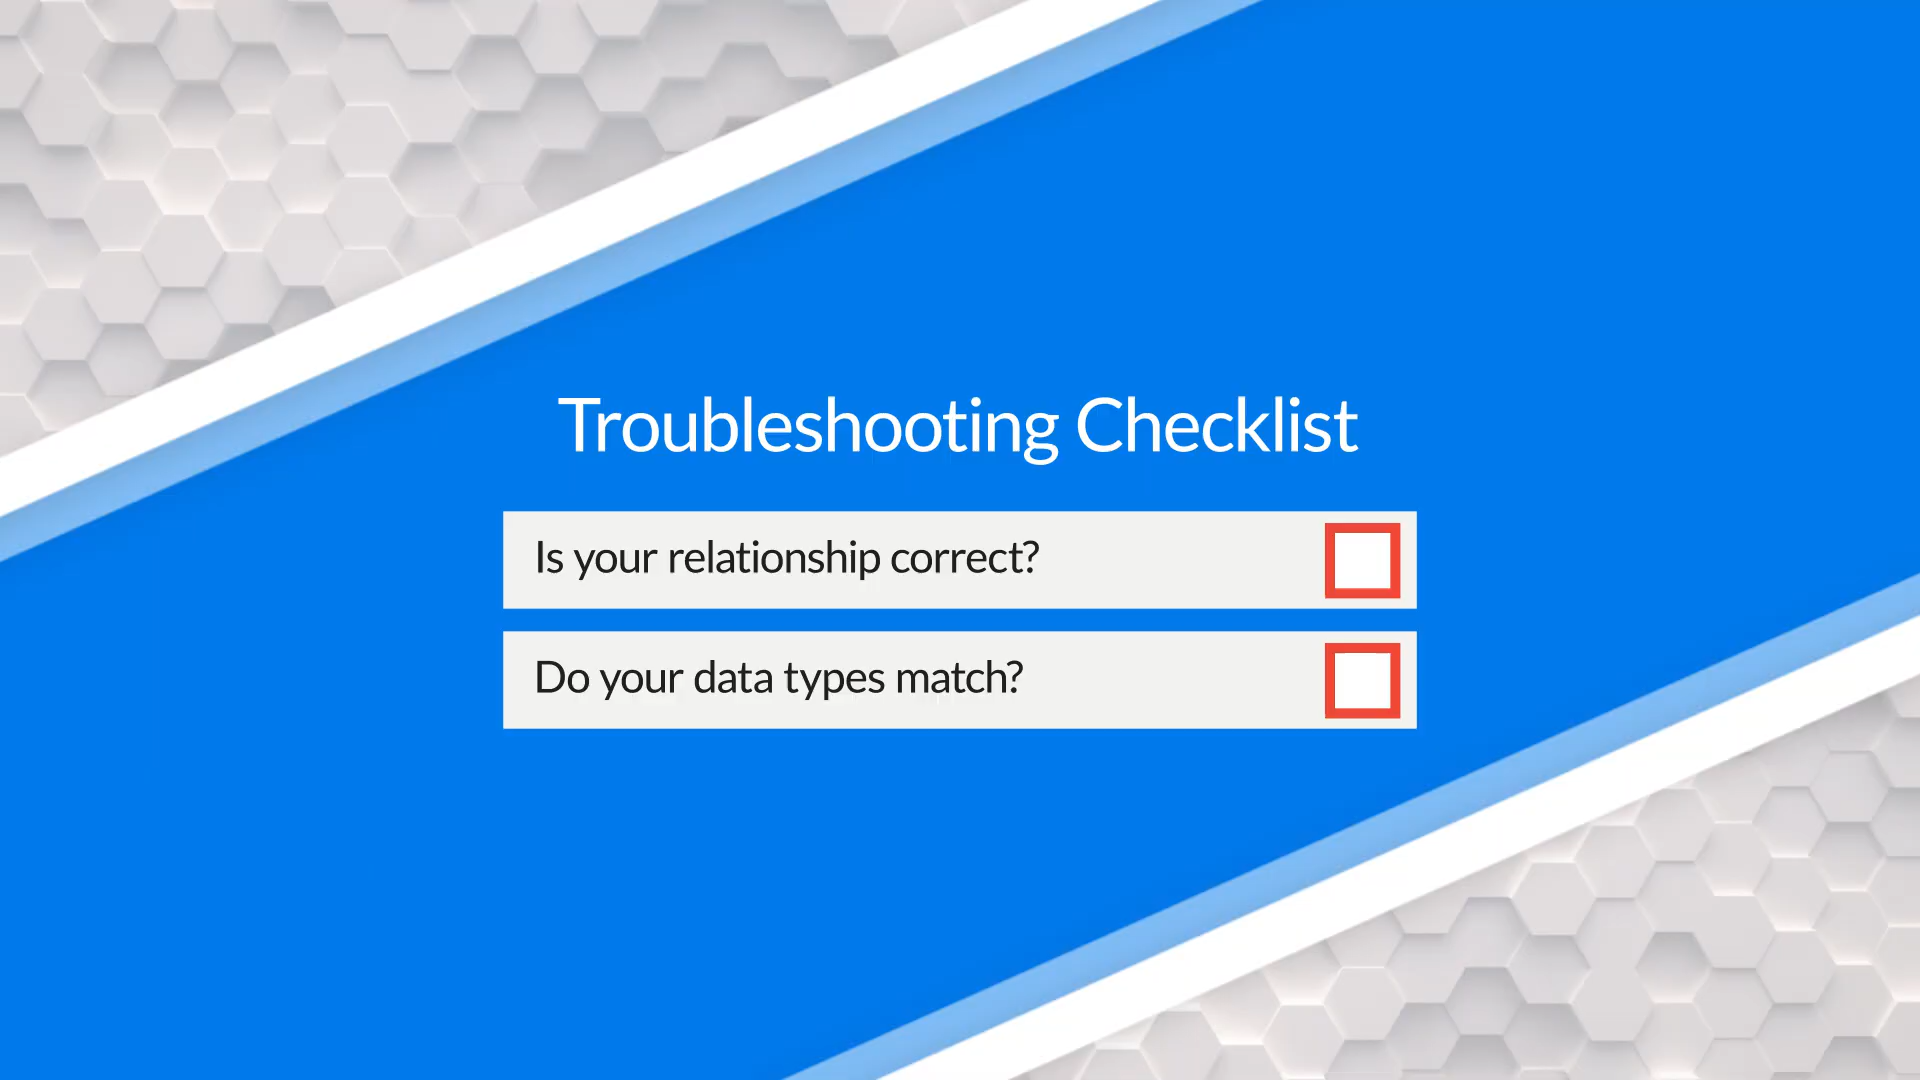 Troubleshooting Checklist
Is your relationship correct?
Do your data types match?